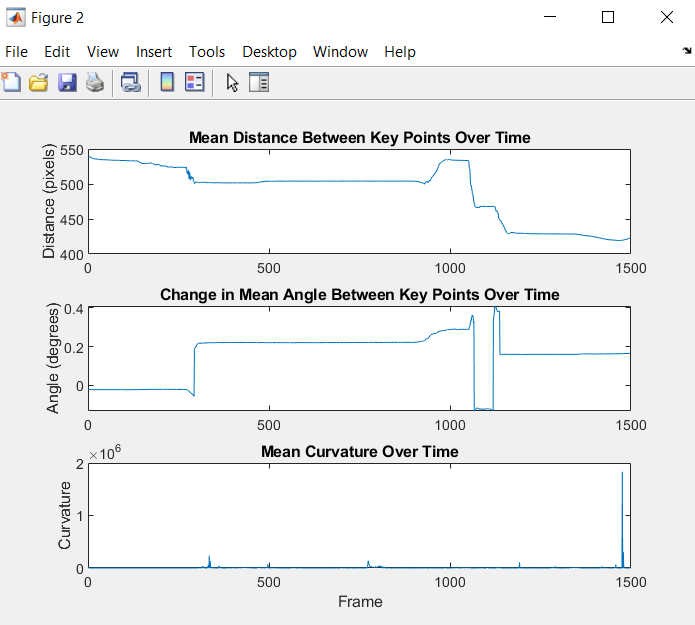 Figure 2
File Edit View Insert Tools Desktop Window Help
Mean Distance Between Key Points Over Time
Distance (pixels)
550
500
450
400
0 500 1000 1500
Change in Mean Angle Between Key Points Over Time
Angle (degrees)
0.4
0.2
0
0 500 1000 1500
Mean Curvature Over Time
×10⁶
Curvature
2
1
0
0 500 1000 1500
Frame